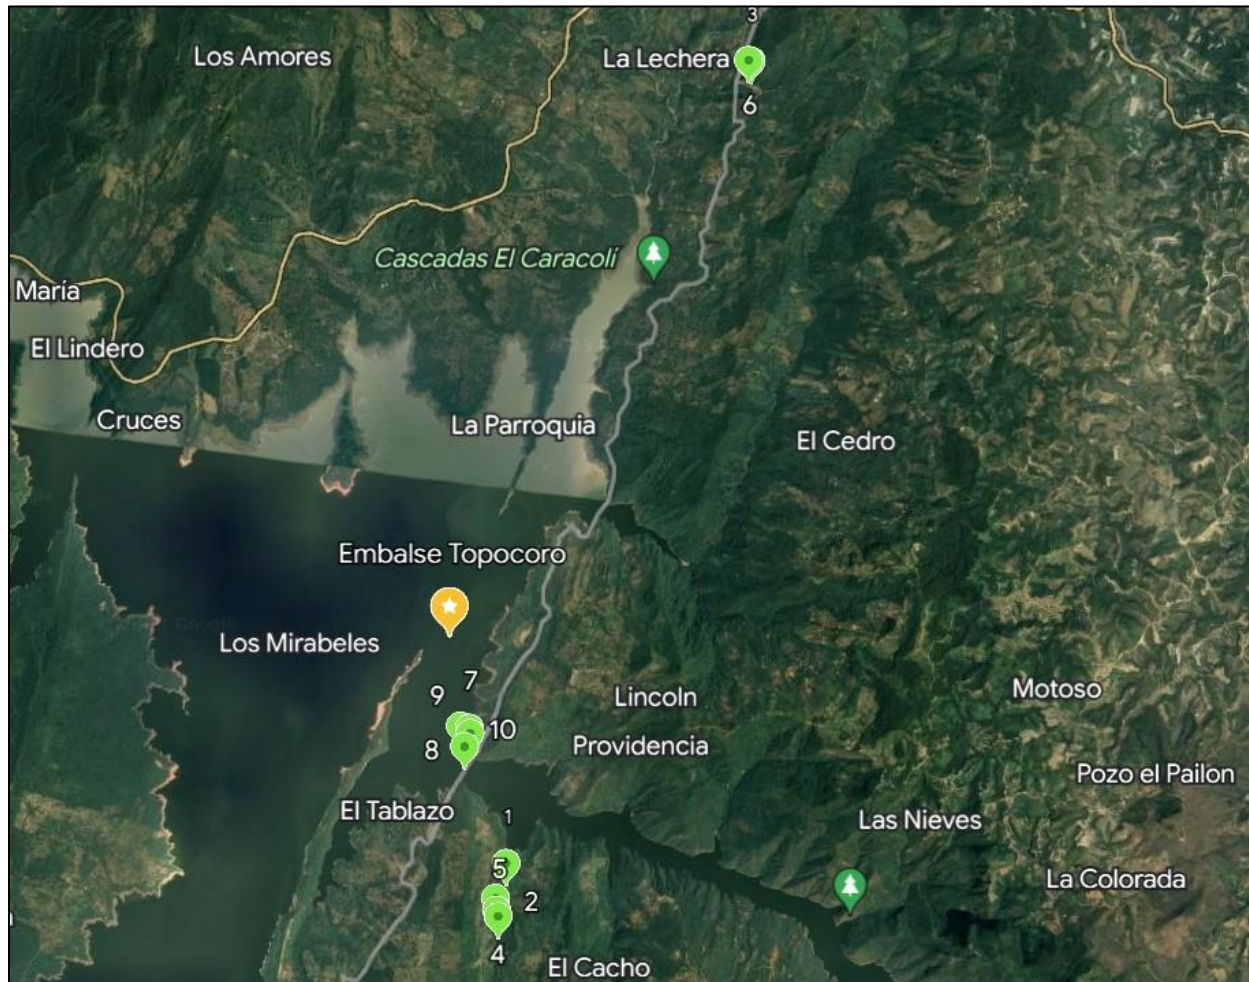 3
Los Amores
La Lechera
6
Cascadas El Caracolí
María
El Lindero
Cruces
La Parroquia
El Cedro
Embalse Topocoro
Los Mirabeles
7
9
Lincoln
Motoso
10
8
Providencia
Pozo el Pailon
El Tablazo
1
Las Nieves
5
La Colorada
2
4
El Cacho